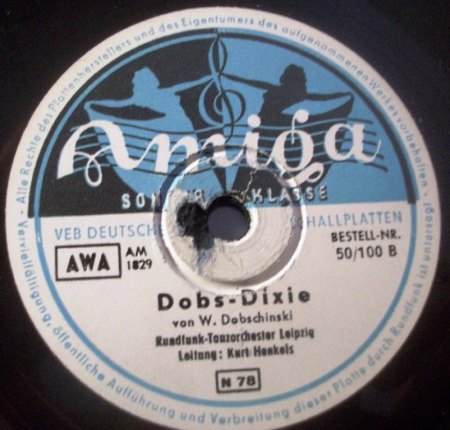 - Alle Rechte des Plattenherstellers und des Eigentümers des aufgenommenen Werkes vorbehalten - Vervielfältigung, öffentliche Aufführung und Verbreitung dieser Platte durch Rundfunk ist untersagt
Amiga
SONDERKLASSE
VEB DEUTSCHE SCHALLPLATTEN
BESTELL-NR.
50/100 B
AWA
AM
1829
Dobs-Dixie
von W. Dobschinski
Rundfunk-Tanzorchester Leipzig
Leitung: Kurt Henkels
N 78